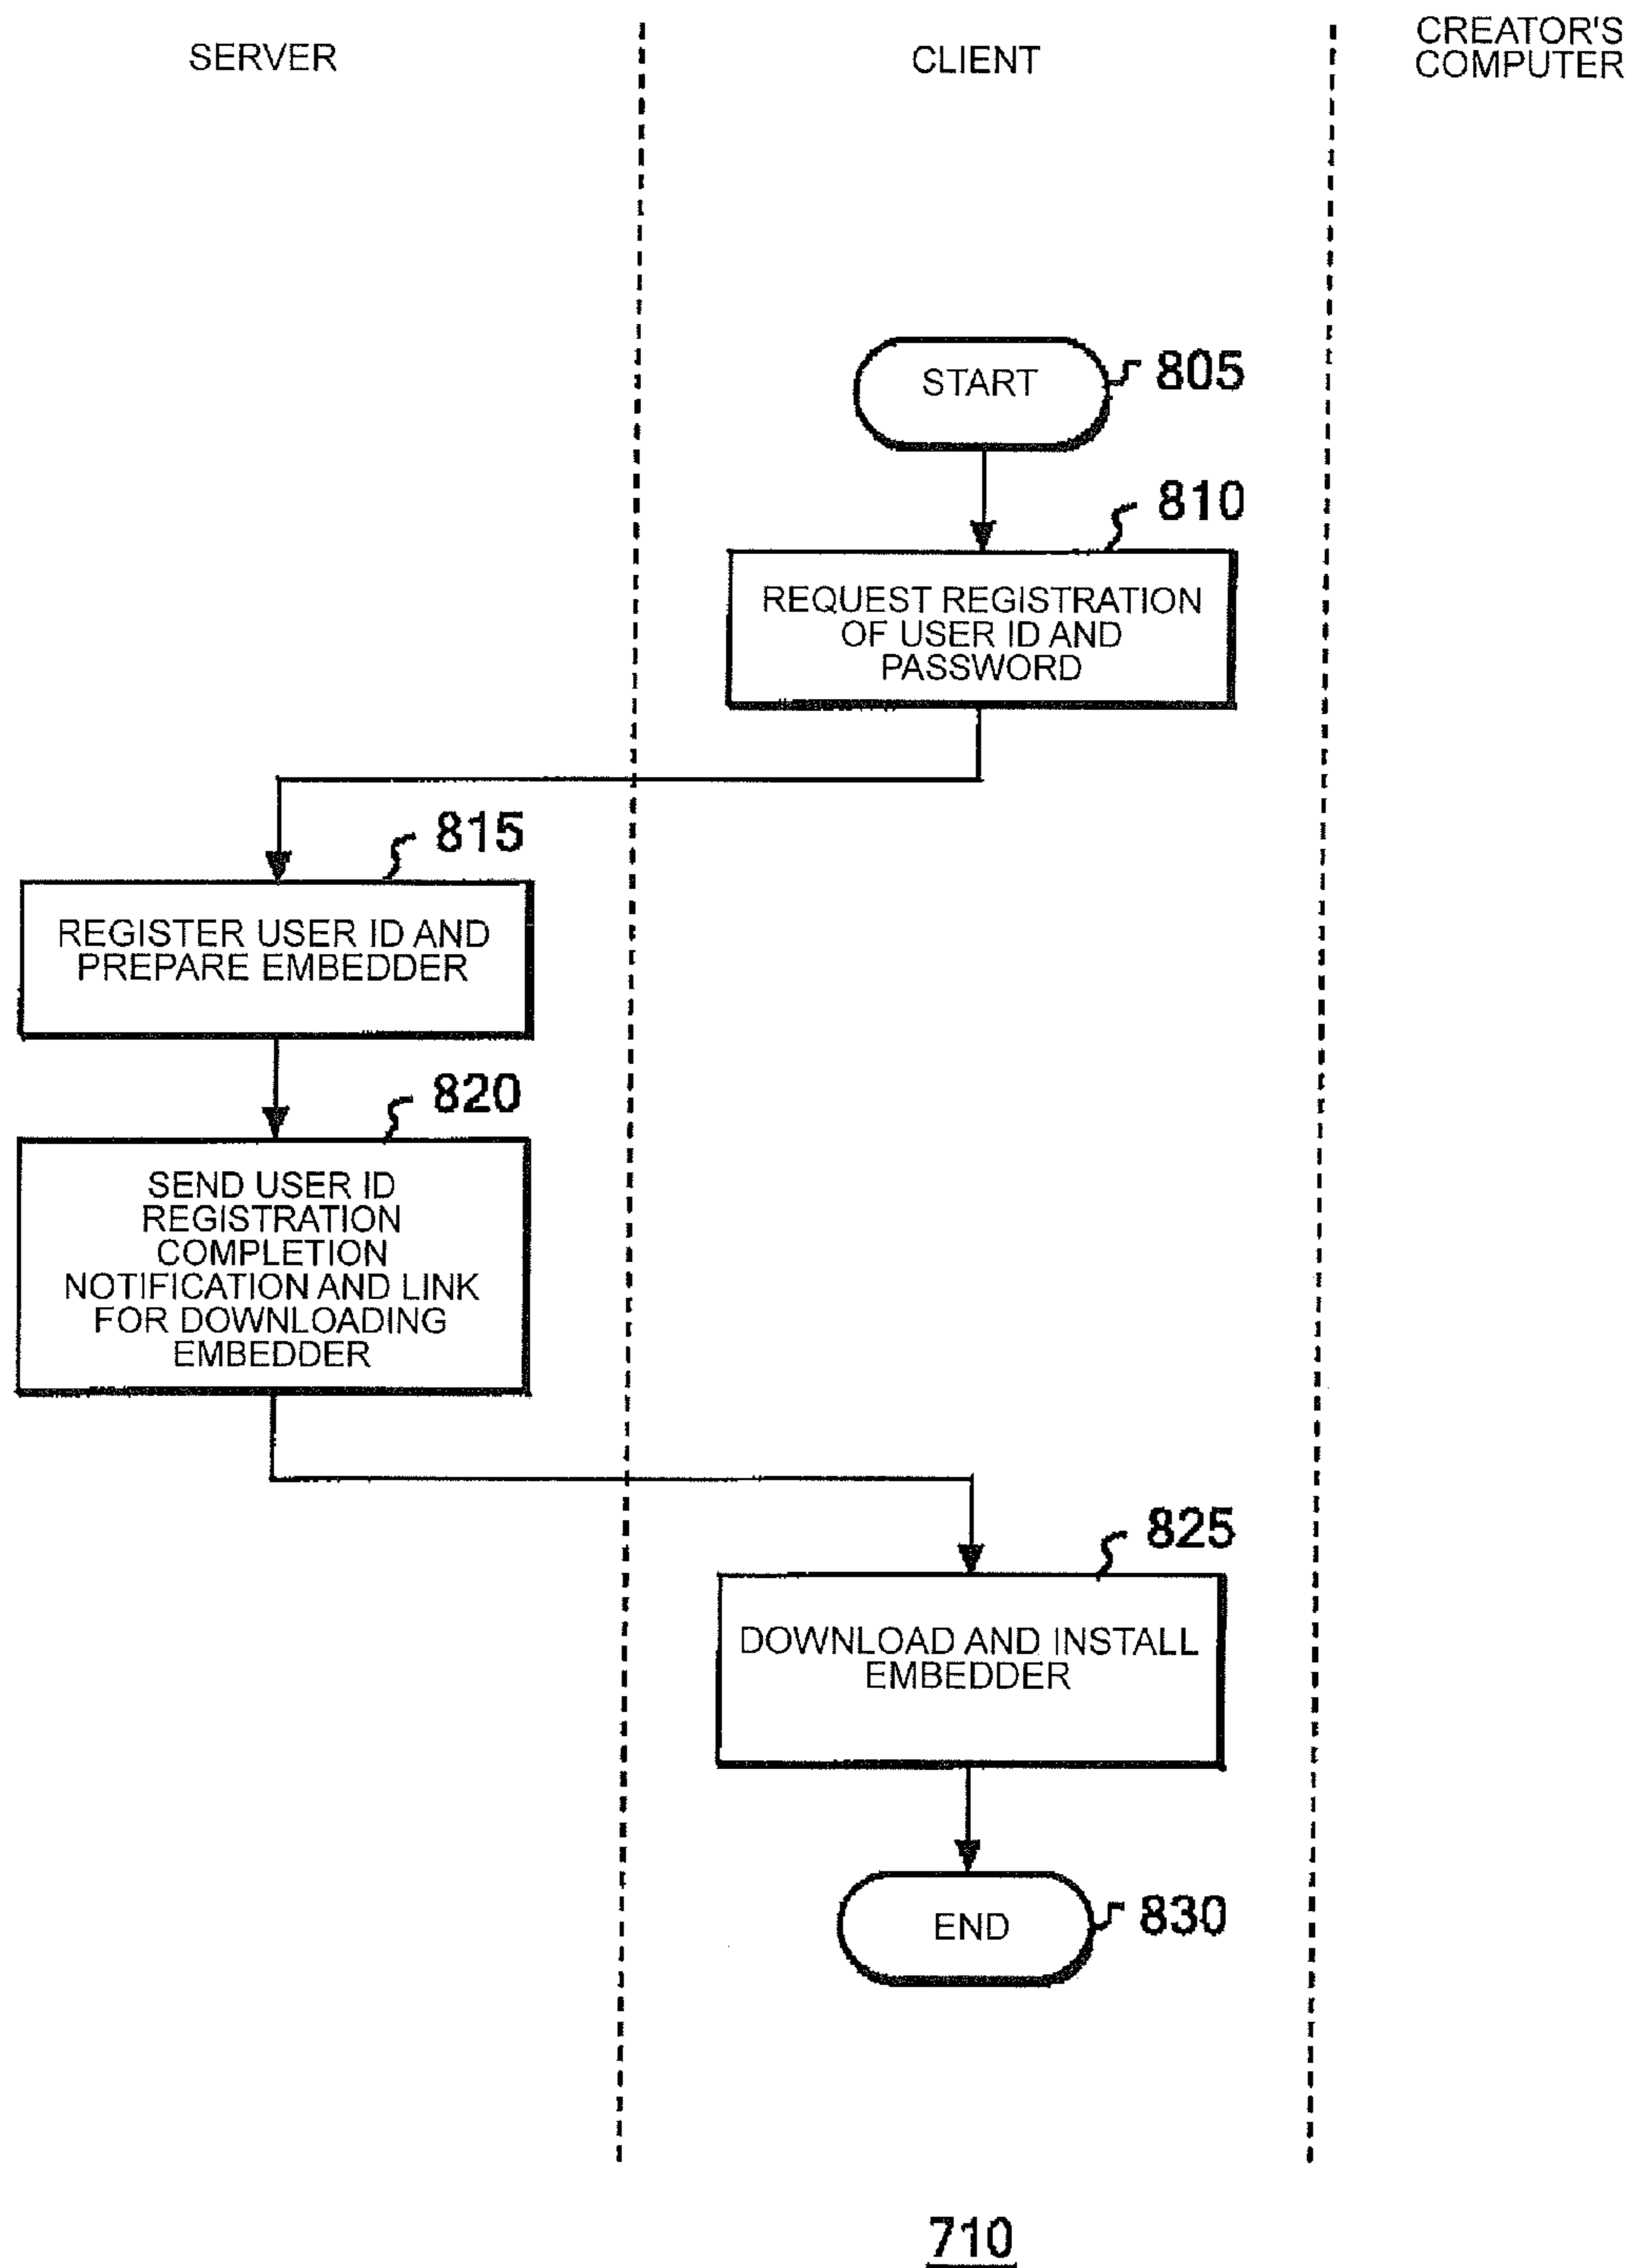 SERVER
CLIENT
CREATOR'S
COMPUTER
START
805
810
REQUEST REGISTRATION
OF USER ID AND
PASSWORD
815
REGISTER USER ID AND
PREPARE EMBEDDER
820
SEND USER ID
REGISTRATION
COMPLETION
NOTIFICATION AND LINK
FOR DOWNLOADING
EMBEDDER
825
DOWNLOAD AND INSTALL
EMBEDDER
END
830
710